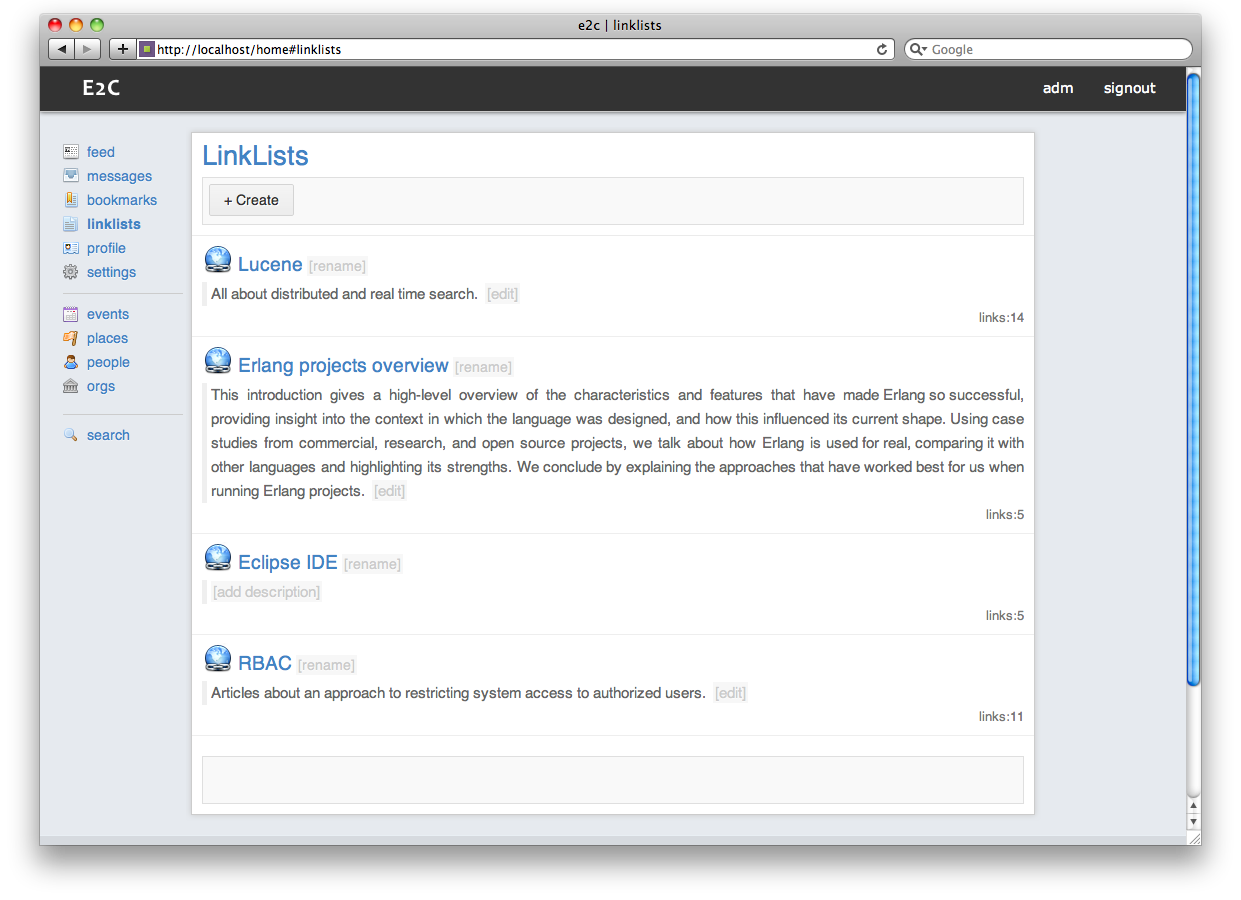 e2c | linklists
http://localhost/home#linklists
Google
E2C
adm
signout
feed
messages
bookmarks
linklists
profile
settings
events
places
people
orgs
search
LinkLists
+ Create
Lucene [rename]
All about distributed and real time search. [edit]
links:14
Erlang projects overview [rename]
This introduction gives a high-level overview of the characteristics and features that have made Erlang so successful,
providing insight into the context in which the language was designed, and how this influenced its current shape. Using case
studies from commercial, research, and open source projects, we talk about how Erlang is used for real, comparing it with
other languages and highlighting its strengths. We conclude by explaining the approaches that have worked best for us when
running Erlang projects. [edit]
links:5
Eclipse IDE [rename]
[add description]
links:5
RBAC [rename]
Articles about an approach to restricting system access to authorized users. [edit]
links:11